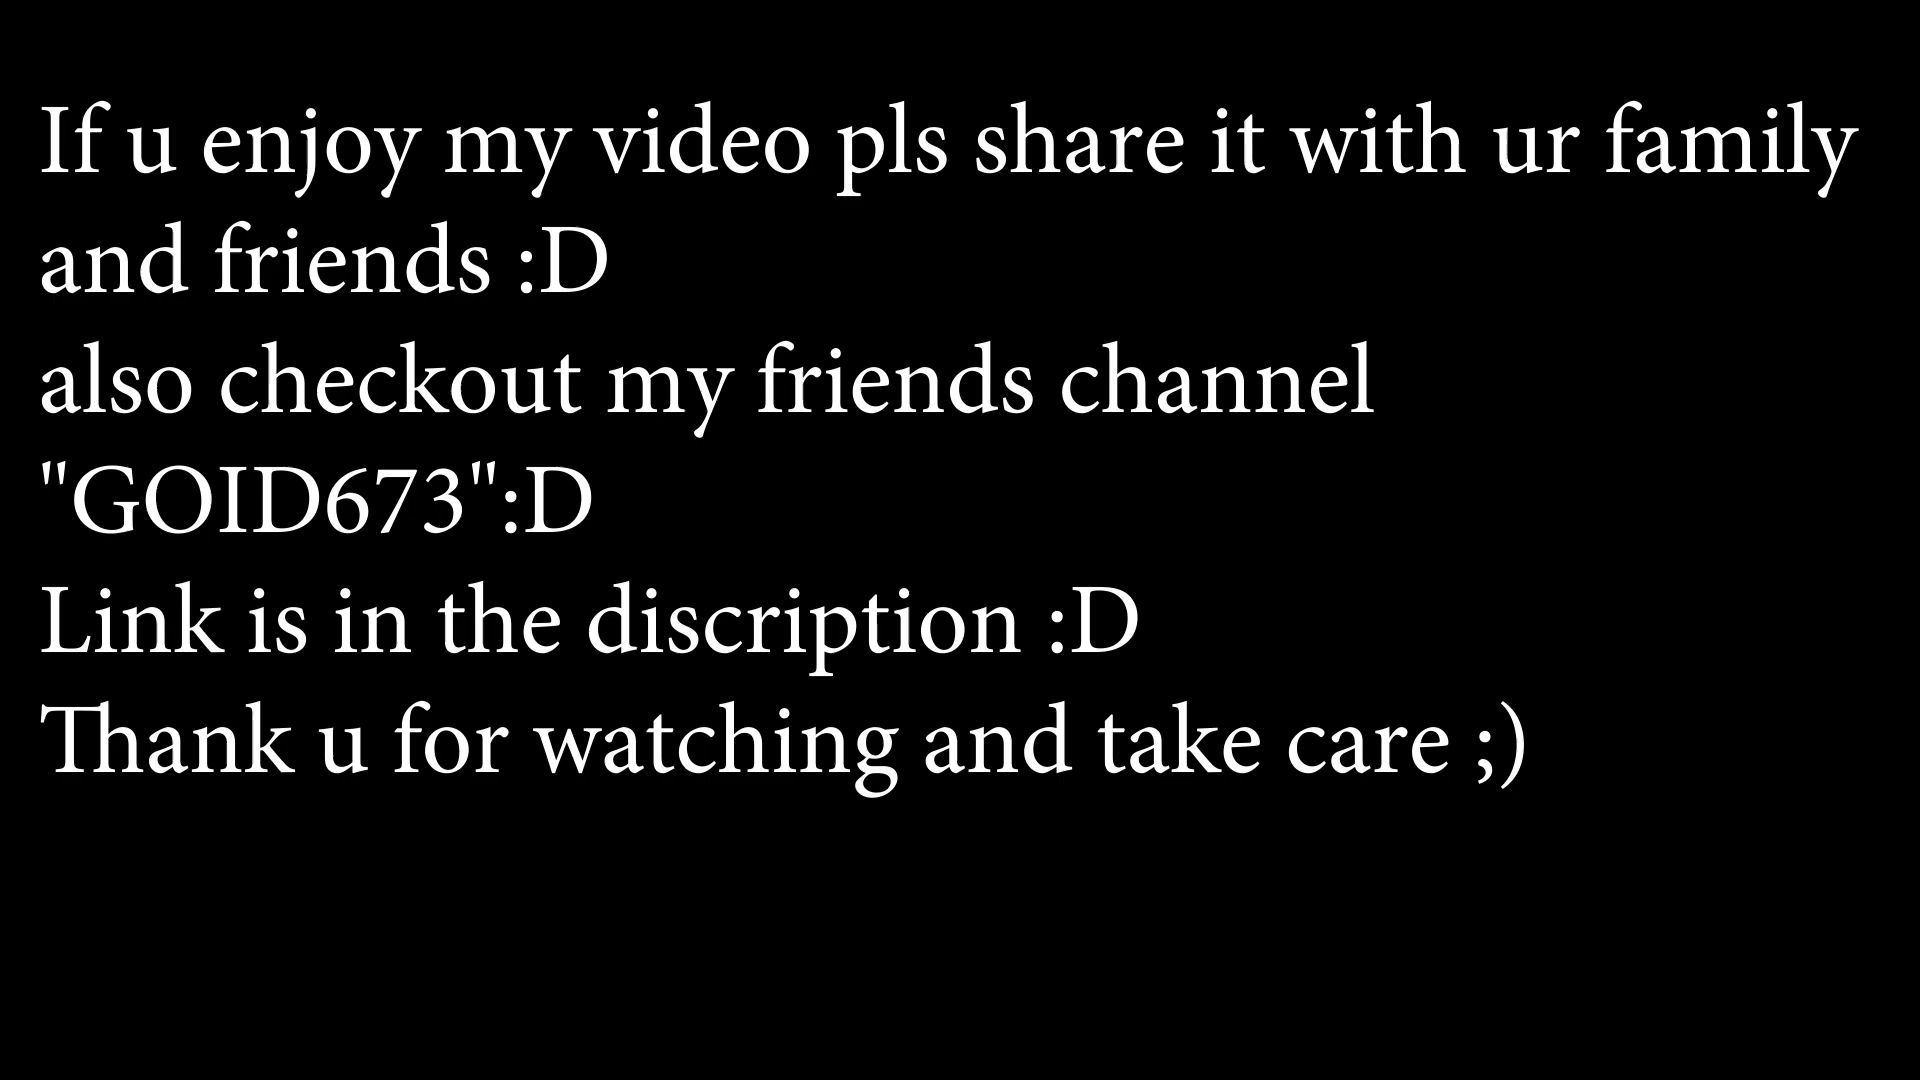 If u enjoy my video pls share it with ur family
and friends :D
also checkout my friends channel
"GOID673":D
Link is in the discription :D
Thank u for watching and take care ;)